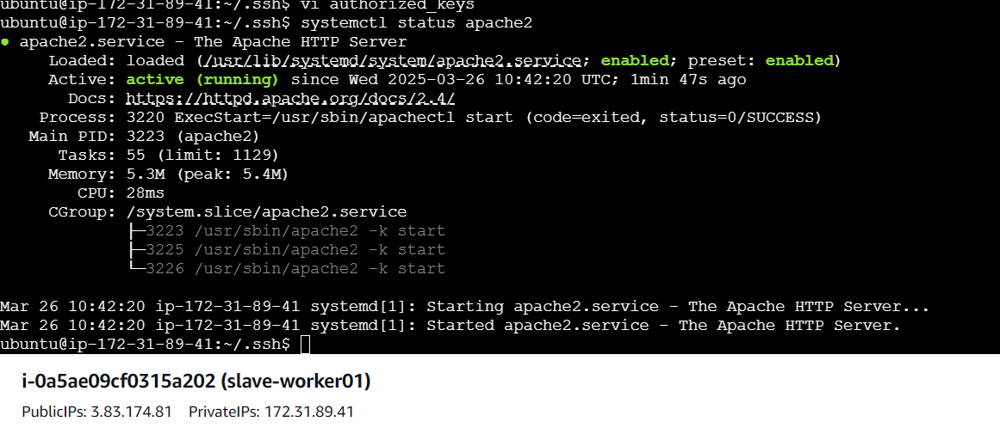 ubuntu@ip-172-31-89-41:~/.ssh$ vi authorized_keys
ubuntu@ip-172-31-89-41:~/.ssh$ systemctl status apache2
● apache2.service - The Apache HTTP Server
Loaded: loaded (/usr/lib/systemd/system/apache2.service; enabled; preset: enabled)
Active: active (running) since Wed 2025-03-26 10:42:20 UTC; 1min 47s ago
Docs: https://httpd.apache.org/docs/2.4/
Process: 3220 ExecStart=/usr/sbin/apachectl start (code=exited, status=0/SUCCESS)
Main PID: 3223 (apache2)
Tasks: 55 (limit: 1129)
Memory: 5.3M (peak: 5.4M)
CPU: 28ms
CGroup: /system.slice/apache2.service
├─3223 /usr/sbin/apache2 -k start
├─3225 /usr/sbin/apache2 -k start
└─3226 /usr/sbin/apache2 -k start
Mar 26 10:42:20 ip-172-31-89-41 systemd[1]: Starting apache2.service - The Apache HTTP Server...
Mar 26 10:42:20 ip-172-31-89-41 systemd[1]: Started apache2.service - The Apache HTTP Server.
ubuntu@ip-172-31-89-41:~/.ssh$
i-0a5ae09cf0315a202 (slave-worker01)
PublicIPs: 3.83.174.81 PrivateIPs: 172.31.89.41